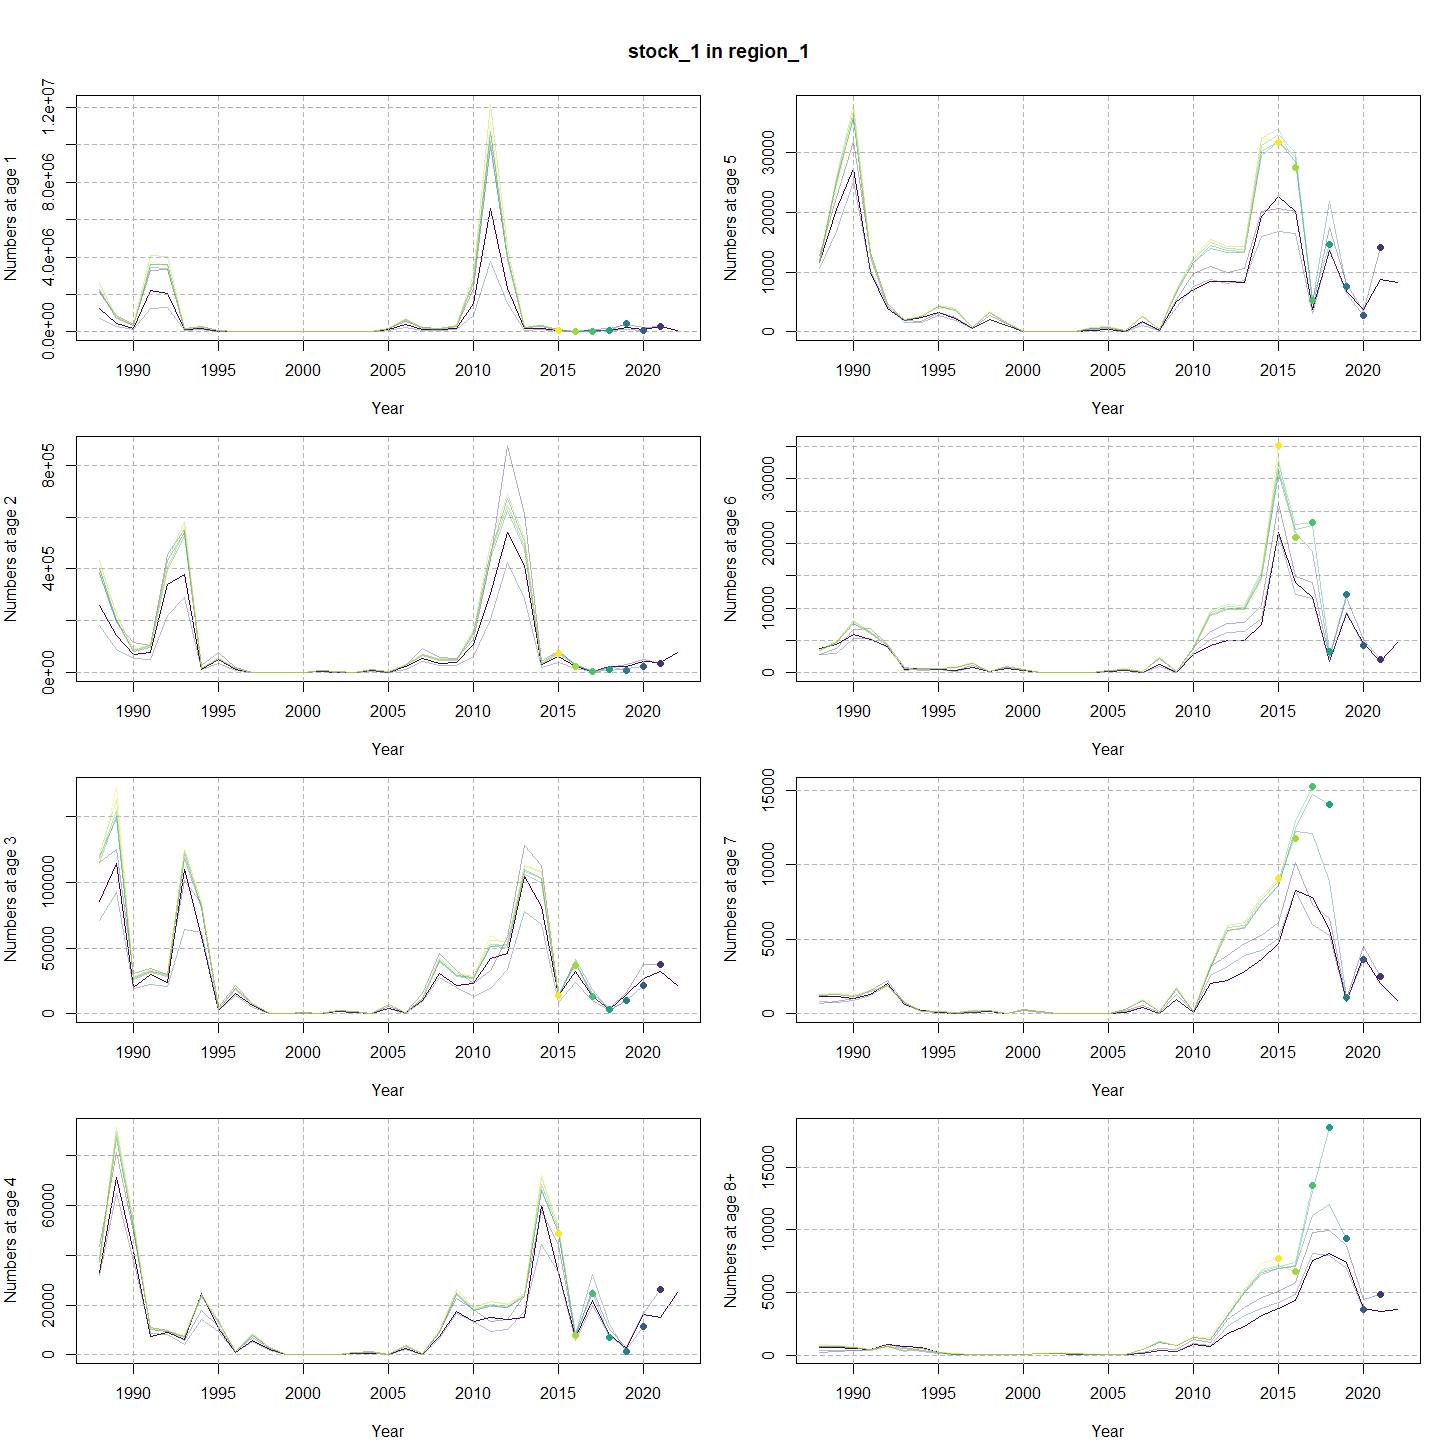 stock_1 in region_1
Numbers at age 1
0.0e+00 4.0e+06 8.0e+06 1.2e+07
1990 1995 2000 2005 2010 2015 2020
Year
Numbers at age 5
0 10000 20000 30000
1990 1995 2000 2005 2010 2015 2020
Year
Numbers at age 2
0e+00 4e+05 8e+05
1990 1995 2000 2005 2010 2015 2020
Year
Numbers at age 6
0 10000 20000 30000
1990 1995 2000 2005 2010 2015 2020
Year
Numbers at age 3
0 50000 100000
1990 1995 2000 2005 2010 2015 2020
Year
Numbers at age 7
0 5000 10000 15000
1990 1995 2000 2005 2010 2015 2020
Year
Numbers at age 4
0 20000 60000
1990 1995 2000 2005 2010 2015 2020
Year
Numbers at age 8+
0 5000 10000 15000
1990 1995 2000 2005 2010 2015 2020
Year